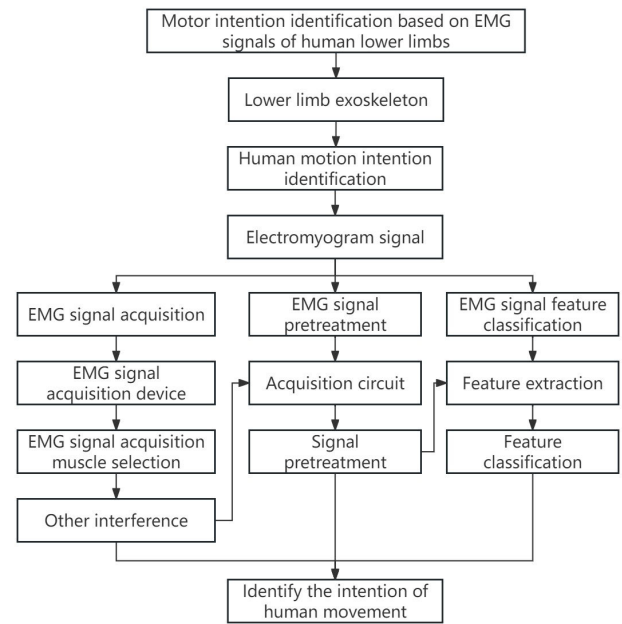 Motor intention identification based on EMG
signals of human lower limbs
Lower limb exoskeleton
Human motion intention
identification
Electromyogram signal
EMG signal acquisition
EMG signal
pretreatment
EMG signal feature
classification
EMG signal
acquisition device
Acquisition circuit
Feature extraction
EMG signal acquisition
muscle selection
Signal
pretreatment
Feature
classification
Other interference
Identify the intention of
human movement